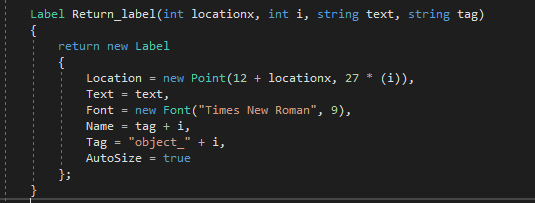 Label Return_label(int locationx, int i, string text, string tag)
{
return new Label
{
Location = new Point(12 + locationx, 27 * (i)),
Text = text,
Font = new Font("Times New Roman", 9),
Name = tag + i,
Tag = "object_" + i,
AutoSize = true
};
}